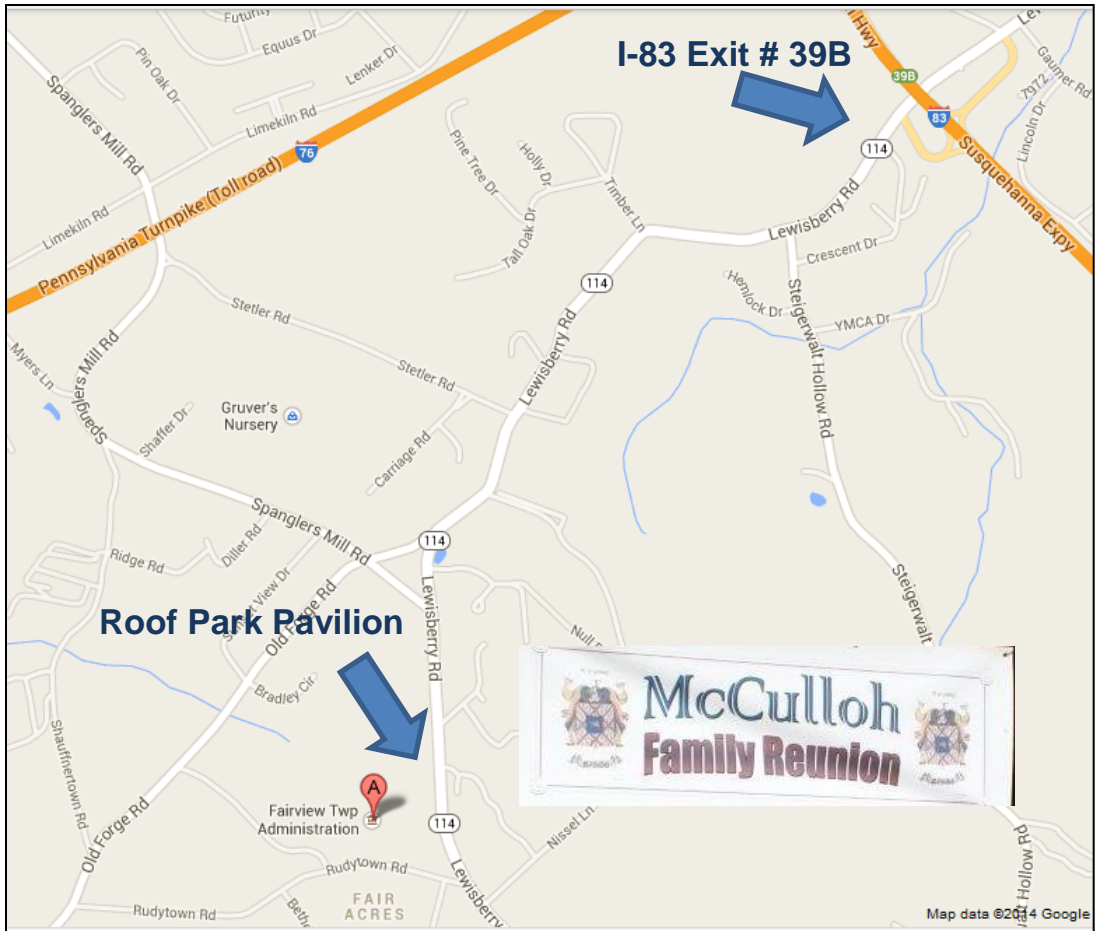 Futurity
Equus Dr
Lenker Dr
Pin Oak Dr
Limekiln Rd
Spanglers Mill Rd
76
Pennsylvania Turnpike (Toll road)
Limekiln Rd
I-83 Exit # 39B
Hwy
39B
83
Gaumer Rd
7972
Lincoln Dr
114
Susquehanna Expy
Pine Tree Dr
Holly Dr
Timber Ln
Tall Oak Dr
Lewisberry Rd
Crescent Dr
114
Hemlock Dr
YMCA Dr
Stetler Rd
Lewisberry Rd
Steigerwalt Hollow Rd
Myers Ln
Spanglers Mill Rd
Stetler Rd
Gruver's
Nursery
Shaffer Dr
Carriage Rd
Spanglers Mill Rd
114
Diller Rd
Ridge Rd
View Dr
Old Forge Rd
Lewisberry Rd
Steigerwalt
Roof Park Pavilion
Null
Bradley Cir
McCulloh
Family Reunion
Shauffnertown Rd
A
Fairview Twp
Administration
114
Nissel Ln
Old Forge Rd
Rudytown Rd
Hollow Rd
FAIR
ACRES
Lewisberry
Rudytown Rd
Map data ©2014 Google